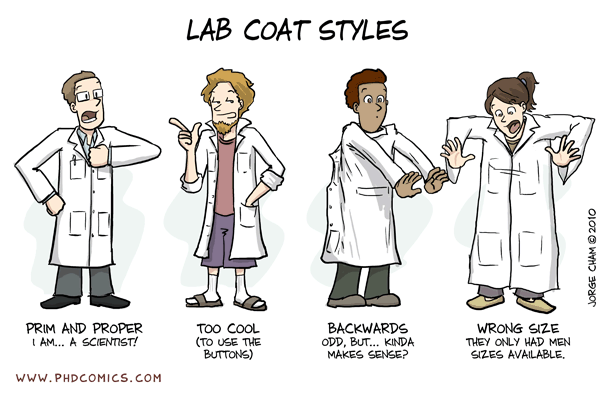 LAB COAT STYLES
PRIM AND PROPER
I AM... A SCIENTIST!
TOO COOL
(TO USE THE
BUTTONS)
BACKWARDS
ODD, BUT... KINDA
MAKES SENSE?
WRONG SIZE
THEY ONLY HAD MEN
SIZES AVAILABLE.
JORGE CHAM © 2010
WWW.PHDCOMICS.COM